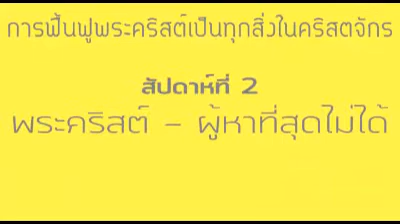 การฟื้นฟูพระคริสต์เป็นทุกสิ่งในคริสตจักร
สัปดาห์ที่ 2
พระคริสต์ – ผู้หาที่สุดไม่ได้